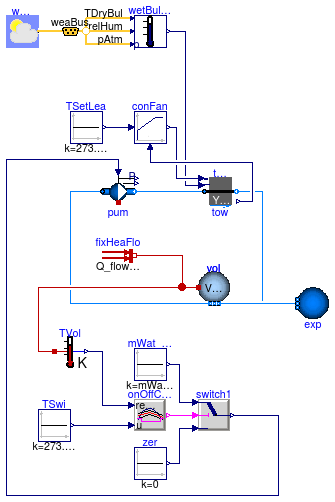 w...
weaBus
TDryBul
relHum
pAtm
wetBul...
TSetLea
k=273....
conFan
P
pum
t...
Y...
tow
fixHeaFlo
Q_flow...
vol
V...
exp
TVol
K
mWat_...
k=mWa...
onOffC...
re
u
switch1
TSwi
k=273....
zer
k=0